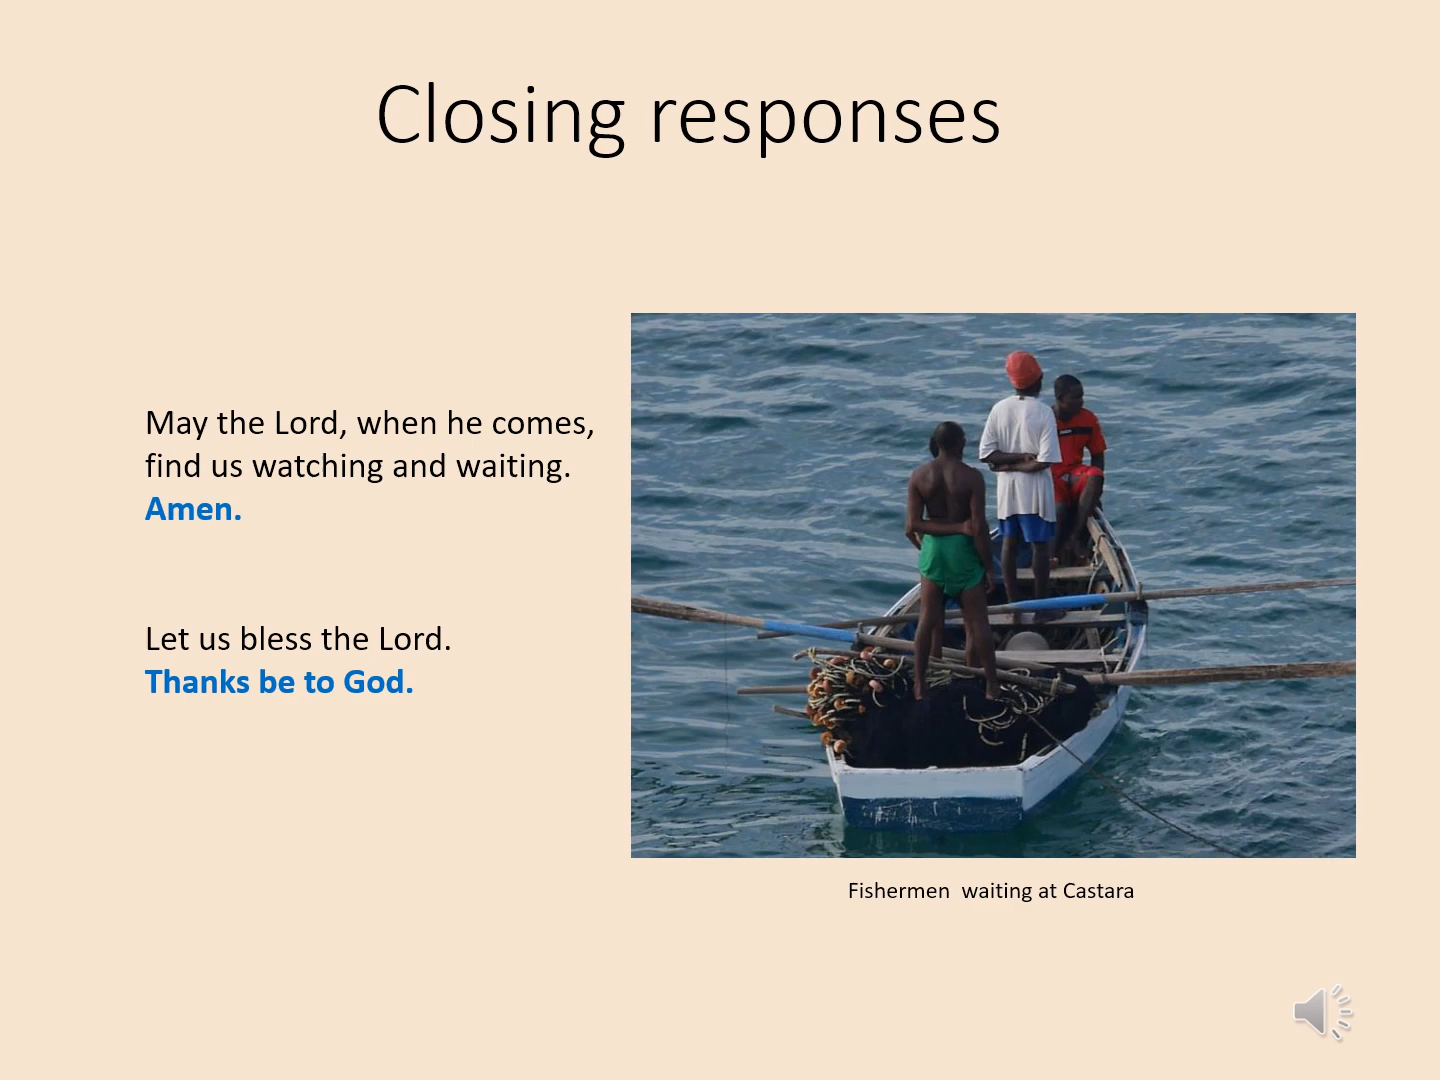 Closing responses
May the Lord, when he comes,
find us watching and waiting.
Amen.
Let us bless the Lord.
Thanks be to God.
Fishermen  waiting at Castara